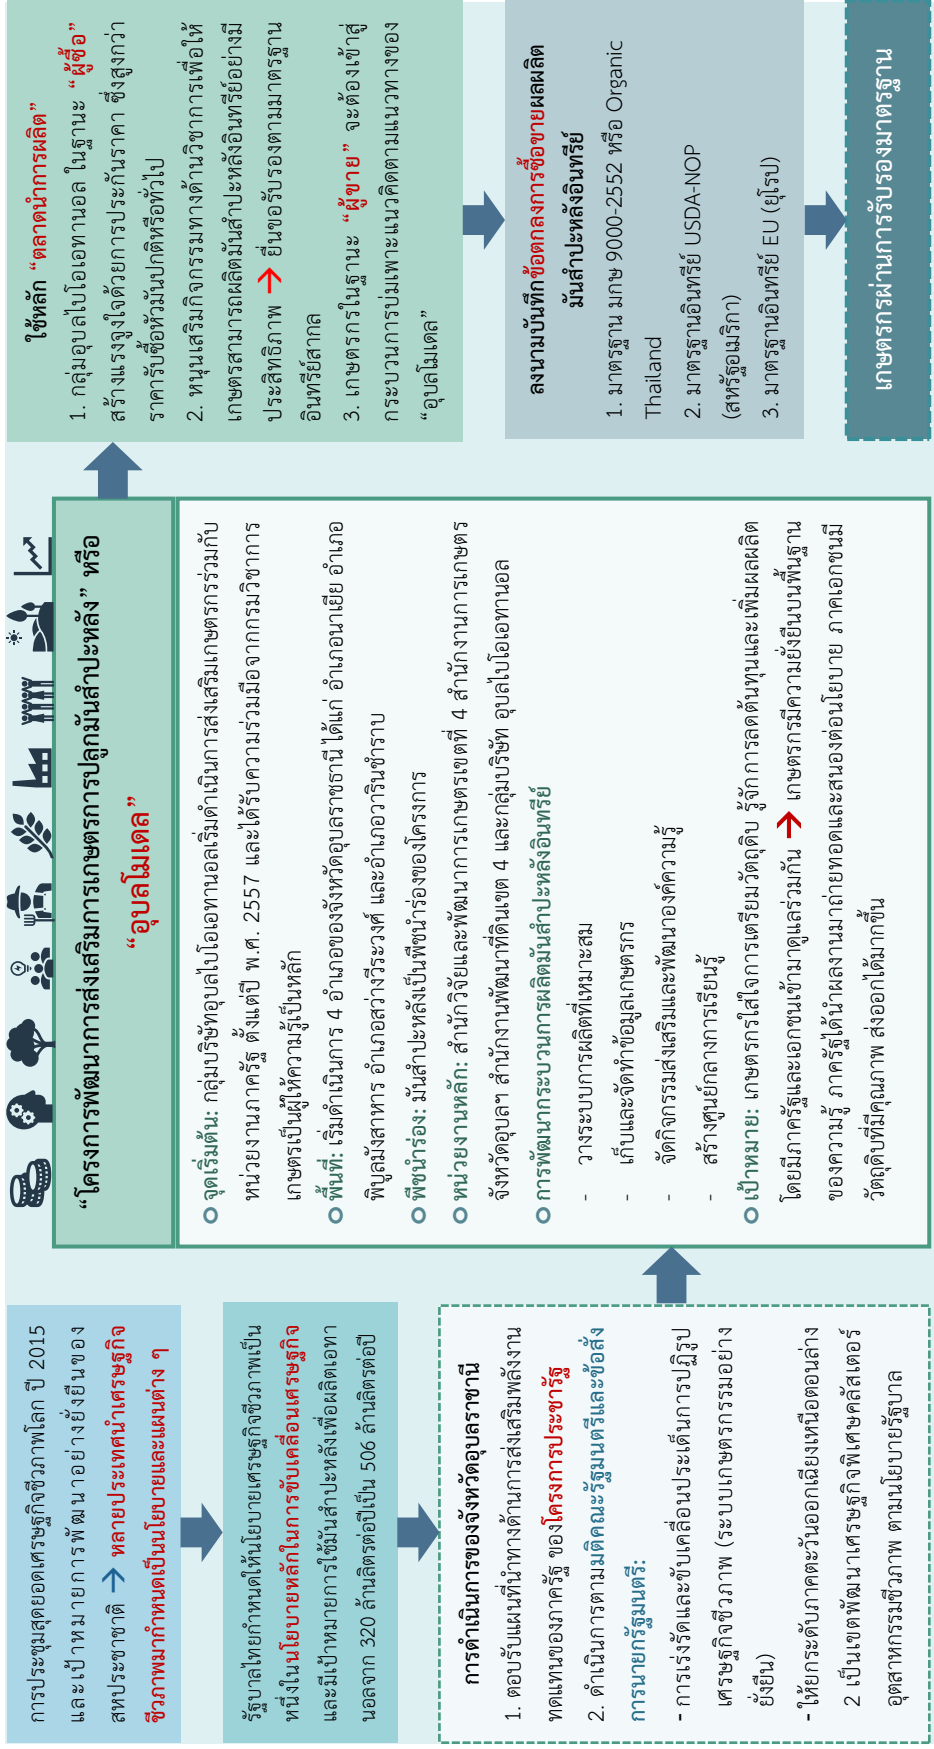 การประชุมสุดยอดเศรษฐกิจชีวภาพโลก ปี 2015
และเป้าหมายการพัฒนาอย่างยั่งยืนของ
สหประชาชาติ → หลายประเทศนำเศรษฐกิจ
ชีวภาพมากำหนดเป็นนโยบายและแผนต่าง ๆ
รัฐบาลไทยกำหนดให้นโยบายเศรษฐกิจชีวภาพเป็น
หนึ่งในนโยบายหลักในการขับเคลื่อนเศรษฐกิจ
และมีเป้าหมายการใช้มันสำปะหลังเพื่อผลิตเอทา
นอลจาก 320 ล้านลิตรต่อปีเป็น 506 ล้านลิตรต่อปี
การดำเนินการของจังหวัดอุบลราชานี
1. ตอบรับแผนที่นำทางด้านการส่งเสริมพลังงาน
ทดแทนของภาครัฐ ของโครงการประชารัฐ
2. ดำเนินการตามมติคณะรัฐมนตรีและข้อสั่ง
การนายกรัฐมนตรี:
- การเร่งรัดและขับเคลื่อนประเด็นการปฏิรูป
เศรษฐกิจชีวภาพ (ระบบเกษตรกรรมอย่าง
ยั่งยืน)
- ให้ยกระดับภาคตะวันออกเฉียงเหนือตอนล่าง
2 เป็นเขตพัฒนาเศรษฐกิจพิเศษคลัสเตอร์
อุตสาหกรรมชีวภาพ ตามนโยบายรัฐบาล
“โครงการพัฒนาการส่งเสริมการเกษตรการปลูกมันสำปะหลัง” หรือ
“อุบลโมเดล”
จุดเริ่มต้น: กลุ่มบริษัทอุบลไบโอเอทานอลเริ่มดำเนินการส่งเสริมเกษตรกรร่วมกับ
หน่วยงานภาครัฐ ตั้งแต่ปี พ.ศ. 2557 และได้รับความร่วมมือจากกรมวิชาการ
เกษตรเป็นผู้ให้ความรู้เป็นหลัก
พื้นที่: เริ่มดำเนินการ 4 อำเภอของจังหวัดอุบลราชธานี ได้แก่ อำเภอนาเยีย อำเภอ
พิบูลมังสาหาร อำเภอสว่างวีระวงศ์ และอำเภอวารินชำราบ
พืชนำร่อง: มันสำปะหลังเป็นพืชนำร่องของโครงการ
หน่วยงานหลัก: สำนักวิจัยและพัฒนาการเกษตรเขตที่ 4 สำนักงานการเกษตร
จังหวัดอุบลฯ สำนักงานพัฒนาที่ดินเขต 4 และกลุ่มบริษัท อุบลไบโอเอทานอล
การพัฒนากระบวนการผลิตมันสำปะหลังอินทรีย์
- วางระบบการผลิตที่เหมาะสม
- เก็บและจัดทำข้อมูลเกษตรกร
- จัดกิจกรรมส่งเสริมและพัฒนาองค์ความรู้
- สร้างศูนย์กลางการเรียนรู้
เป้าหมาย: เกษตรกรใส่ใจการเตรียมวัตถุดิบ รู้จักการลดต้นทุนและเพิ่มผลผลิต
โดยมีภาครัฐและเอกชนเข้ามาดูแลร่วมกัน → เกษตรกรมีความยั่งยืนบนพื้นฐาน
ของความรู้ ภาครัฐได้นำผลงานมาถ่ายทอดและสนองต่อนโยบาย ภาคเอกชนมี
วัตถุดิบที่มีคุณภาพ ส่งออกได้มากขึ้น
ใช้หลัก “ตลาดนำการผลิต”
1. กลุ่มอุบลไบโอเอทานอล ในฐานะ “ผู้ซื้อ”
สร้างแรงจูงใจด้วยการประกันราคา ซึ่งสูงกว่า
ราคารับซื้อหัวมันปกติหรือทั่วไป
2. หนุนเสริมกิจกรรมทางด้านวิชาการเพื่อให้
เกษตรสามารถผลิตมันสำปะหลังอินทรีย์อย่างมี
ประสิทธิภาพ → ยื่นขอรับรองตามมาตรฐาน
อินทรีย์สากล
3. เกษตรกรในฐานะ “ผู้ขาย” จะต้องเข้าสู่
กระบวนการบ่มเพาะแนวคิดตามแนวทางของ
“อุบลโมเดล”
ลงนามบันทึกข้อตกลงการซื้อขายผลผลิต
มันสำปะหลังอินทรีย์
1. มาตรฐาน มกษ 9000-2552 หรือ Organic
Thailand
2. มาตรฐานอินทรีย์ USDA-NOP
(สหรัฐอเมริกา)
3. มาตรฐานอินทรีย์ EU (ยุโรป)
เกษตรกรผ่านการรับรองมาตรฐาน